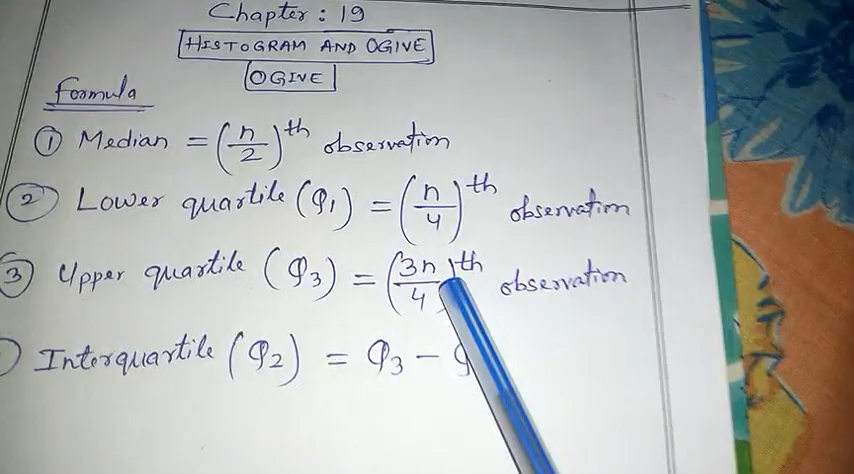 Chapter : 19
HISTOGRAM AND OGIVE
OGIVE
Formula
① Median = (n/2)th observation
② Lower quartile (Q1) = (n/4)th observation
③ Upper quartile (Q3) = (3n/4)th observation
Interquartile (Q2) = Q3 −